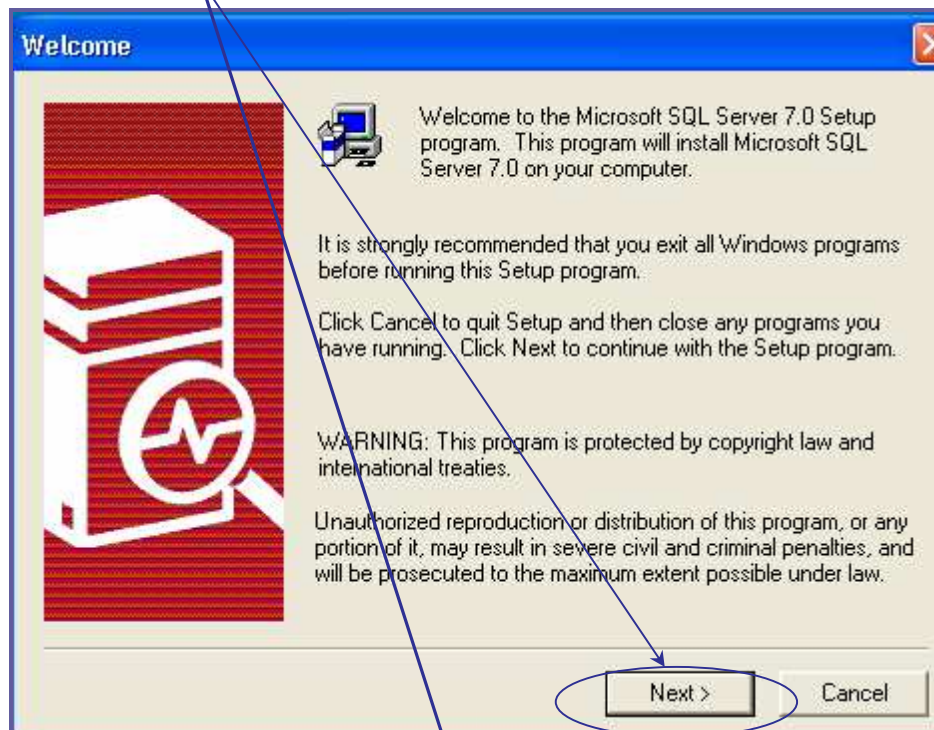 Welcome
Welcome to the Microsoft SQL Server 7.0 Setup
program. This program will install Microsoft SQL
Server 7.0 on your computer.
It is strongly recommended that you exit all Windows programs
before running this Setup program.
Click Cancel to quit Setup and then close any programs you
have running. Click Next to continue with the Setup program.
WARNING: This program is protected by copyright law and
international treaties.
Unauthorized reproduction or distribution of this program, or any
portion of it, may result in severe civil and criminal penalties, and
will be prosecuted to the maximum extent possible under law.
Next >
Cancel